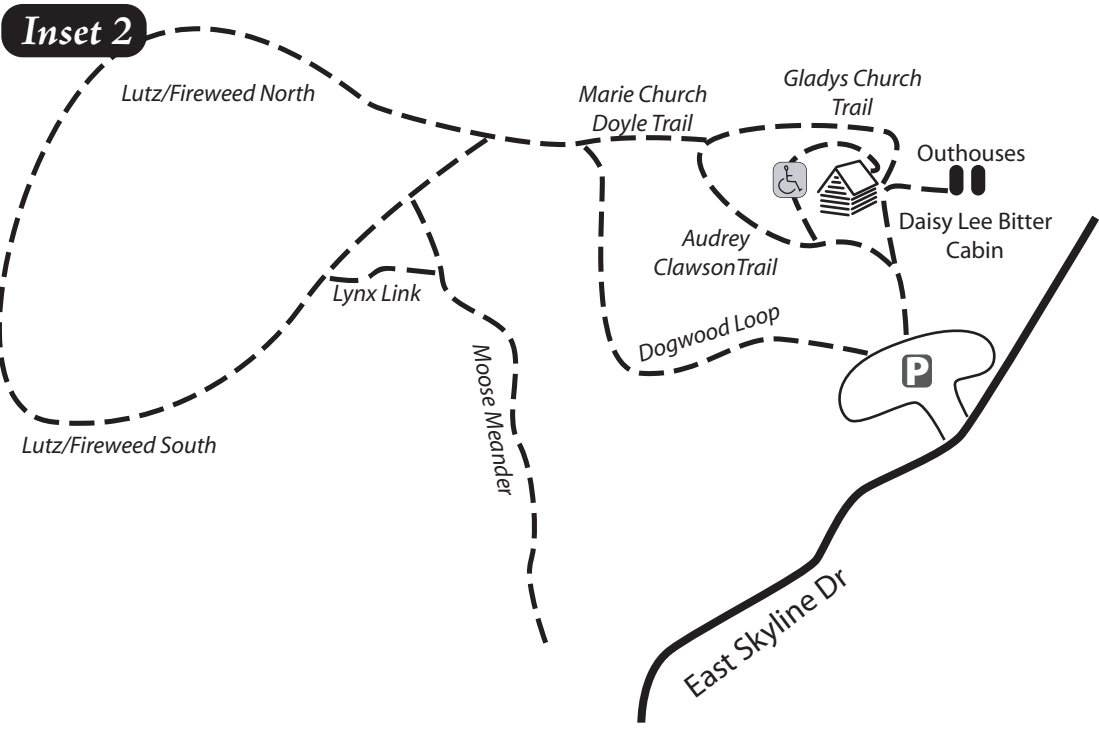 Inset 2
Lutz/Fireweed North
Marie Church
Doyle Trail
Gladys Church
Trail
Outhouses
Daisy Lee Bitter
Cabin
Audrey
ClawsonTrail
Lynx Link
Dogwood Loop
P
Moose Meander
Lutz/Fireweed South
East Skyline Dr